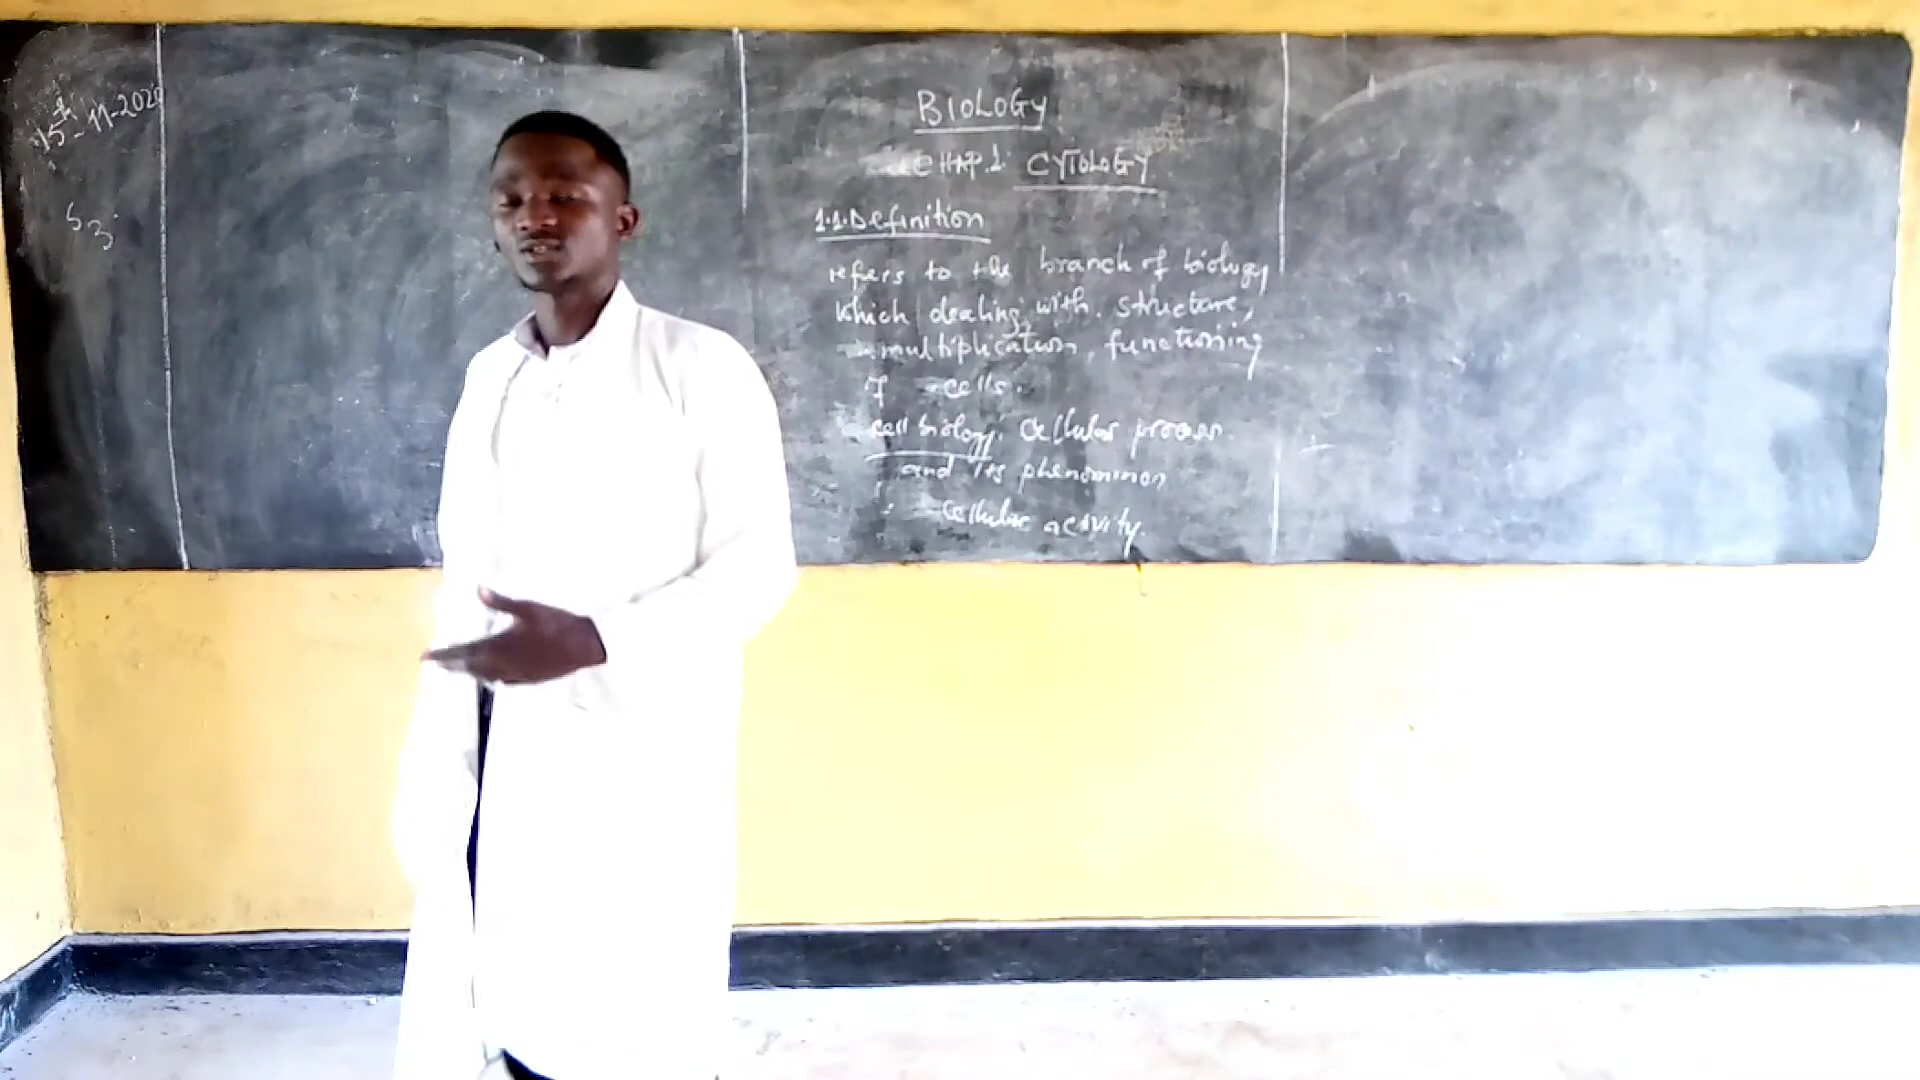 15th-11-2020
S3
BIOLOGY
CHAP.1. CYTOLOGY
1.1. Definition
refers to the branch of biology
which dealing with structure,
multiplication, functioning
of cells.
cell biology. Cellular process
and its phenominon
cellular activity.